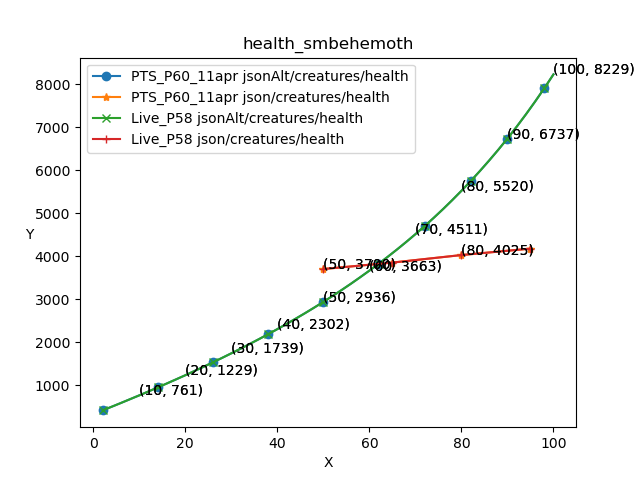 health_smbehemoth
PTS_P60_11apr jsonAlt/creatures/health
PTS_P60_11apr json/creatures/health
Live_P58 jsonAlt/creatures/health
Live_P58 json/creatures/health
(100, 8229)
8000
7000
(90, 6737)
6000
(80, 5520)
5000
(70, 4511)
Y
4000
(80, 4025)
(50, 3700)
(60, 3663)
3000
(50, 2936)
(40, 2302)
2000
(30, 1739)
(20, 1229)
1000
(10, 761)
0 20 40 60 80 100
X